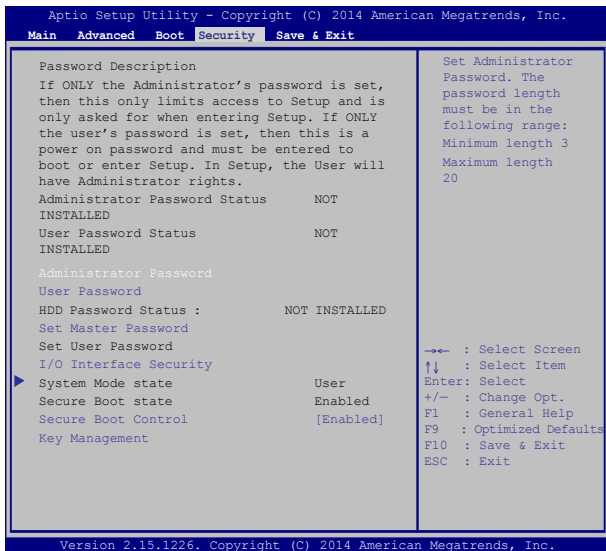 Aptio Setup Utility - Copyright (C) 2014 American Megatrends, Inc.
Main Advanced Boot Security Save & Exit
Password Description
If ONLY the Administrator's password is set,
then this only limits access to Setup and is
only asked for when entering Setup. If ONLY
the user's password is set, then this is a
power on password and must be entered to
boot or enter Setup. In Setup, the User will
have Administrator rights.
Administrator Password Status NOT
INSTALLED
User Password Status NOT
INSTALLED
Administrator Password
User Password
HDD Password Status : NOT INSTALLED
Set Master Password
Set User Password
I/O Interface Security
System Mode state User
Secure Boot state Enabled
Secure Boot Control [Enabled]
Key Management
Set Administrator
Password. The
password length
must be in the
following range:
Minimum length 3
Maximum length
20
→← : Select Screen
↑↓ : Select Item
Enter: Select
+/— : Change Opt.
F1 : General Help
F9 : Optimized Defaults
F10 : Save & Exit
ESC : Exit
Version 2.15.1226. Copyright (C) 2014 American Megatrends, Inc.